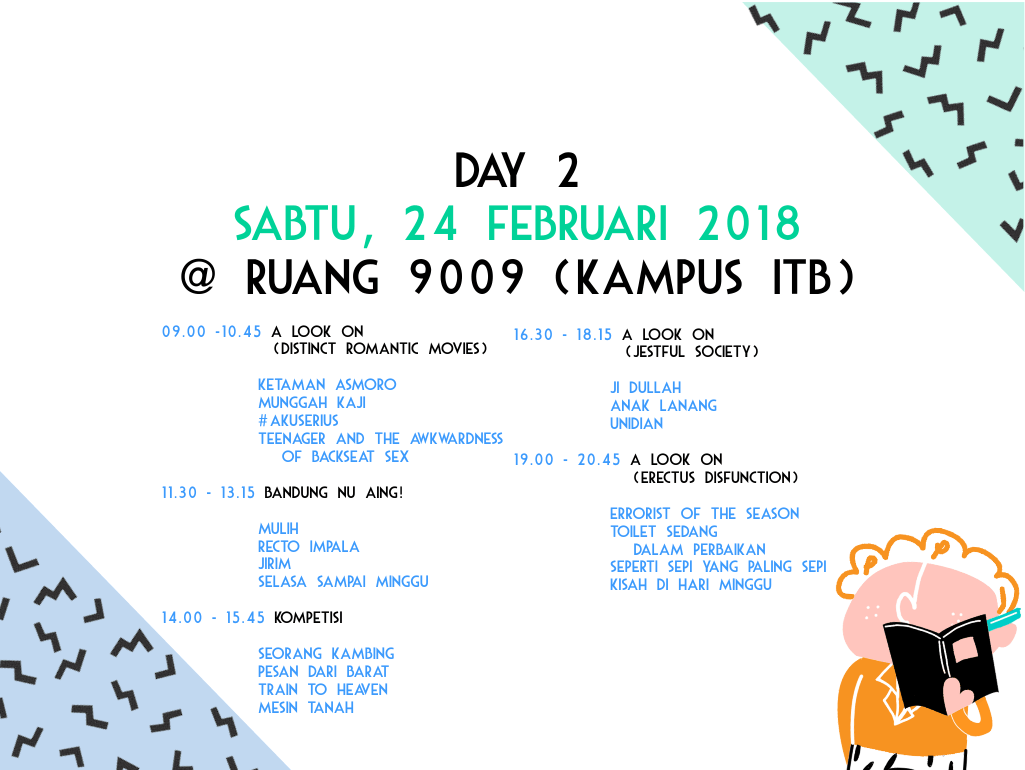 DAY 2
SABTU, 24 FEBRUARI 2018
@ RUANG 9009 (KAMPUS ITB)
09.00 -10.45 A LOOK ON
(DISTINCT ROMANTIC MOVIES)
KETAMAN ASMORO
MUNGGAH KAJI
#AKUSERIUS
TEENAGER AND THE AWKWARDNESS
OF BACKSEAT SEX
11.30 - 13.15 BANDUNG NU AING!
MULIH
RECTO IMPALA
JIRIM
SELASA SAMPAI MINGGU
14.00 - 15.45 KOMPETISI
SEORANG KAMBING
PESAN DARI BARAT
TRAIN TO HEAVEN
MESIN TANAH
16.30 - 18.15 A LOOK ON
(JESTFUL SOCIETY)
JI DULLAH
ANAK LANANG
UNIDIAN
19.00 - 20.45 A LOOK ON
(ERECTUS DISFUNCTION)
ERRORIST OF THE SEASON
TOILET SEDANG
DALAM PERBAIKAN
SEPERTI SEPI YANG PALING SEPI
KISAH DI HARI MINGGU